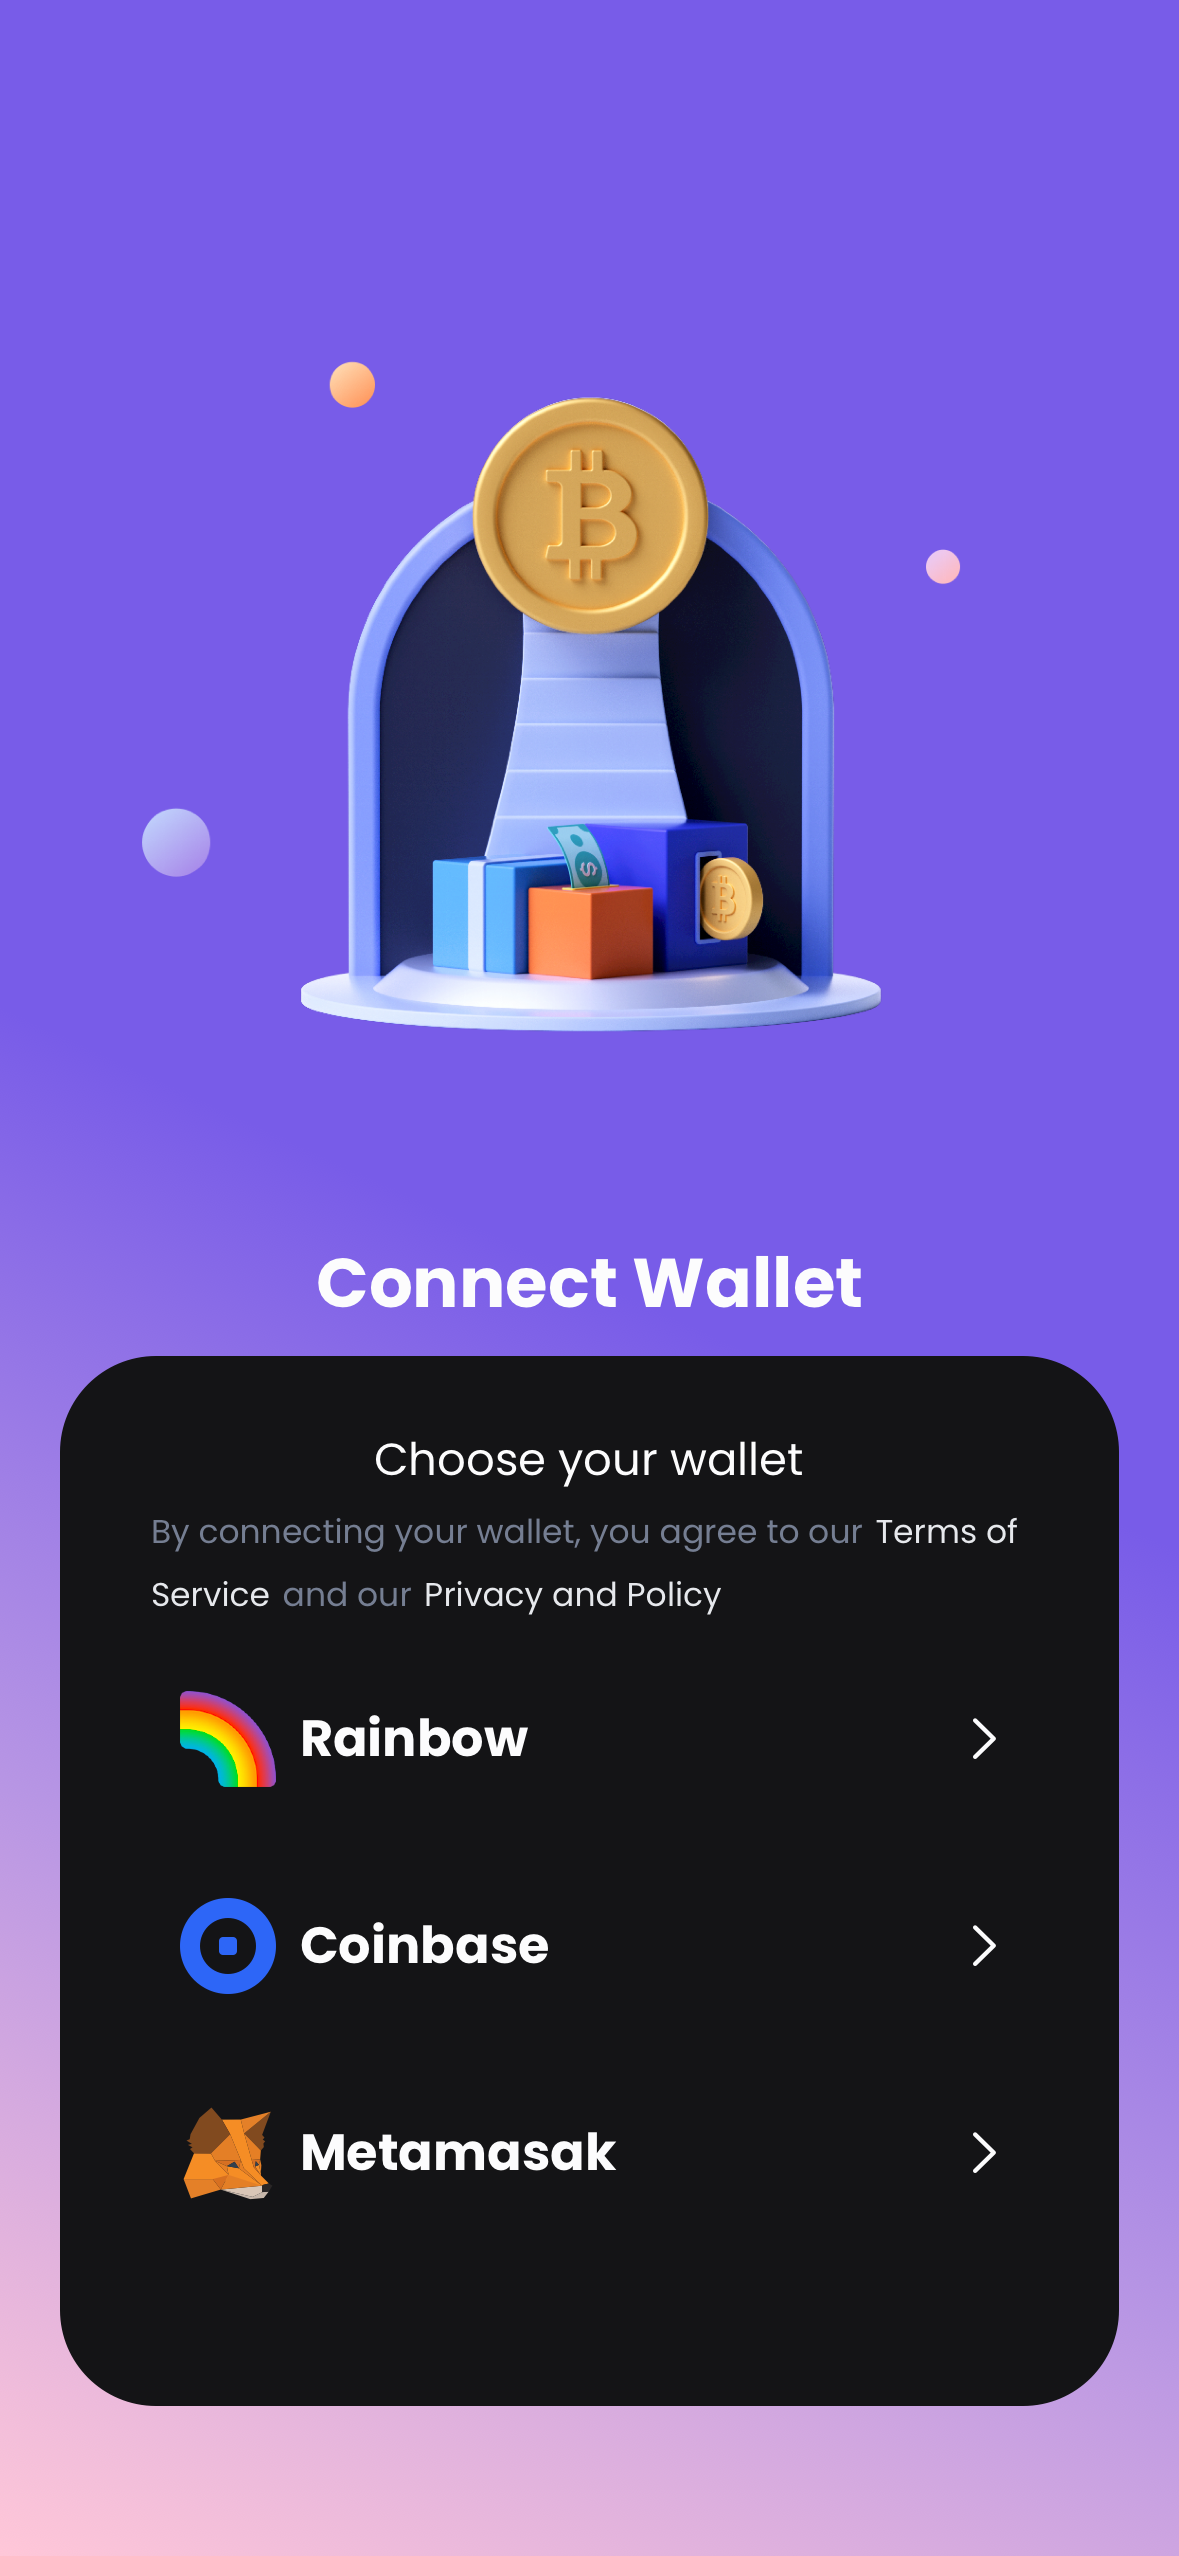 Connect Wallet
Choose your wallet
By connecting your wallet, you agree to our Terms of
Service and our Privacy and Policy
Rainbow
Coinbase
Metamasak